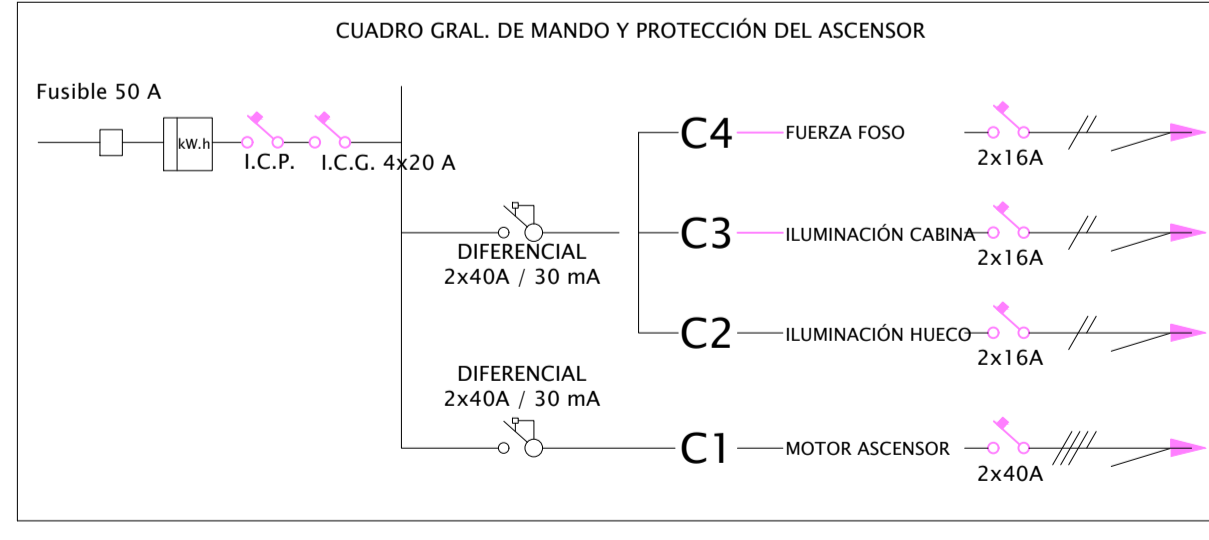 CUADRO GRAL. DE MANDO Y PROTECCIÓN DEL ASCENSOR
Fusible 50 A
kW.h
I.C.P.
I.C.G. 4x20 A
C4
FUERZA FOSO
2x16A
DIFERENCIAL
2x40A / 30 mA
C3
ILUMINACIÓN CABINA
2x16A
C2
ILUMINACIÓN HUECO
2x16A
DIFERENCIAL
2x40A / 30 mA
C1
MOTOR ASCENSOR
2x40A